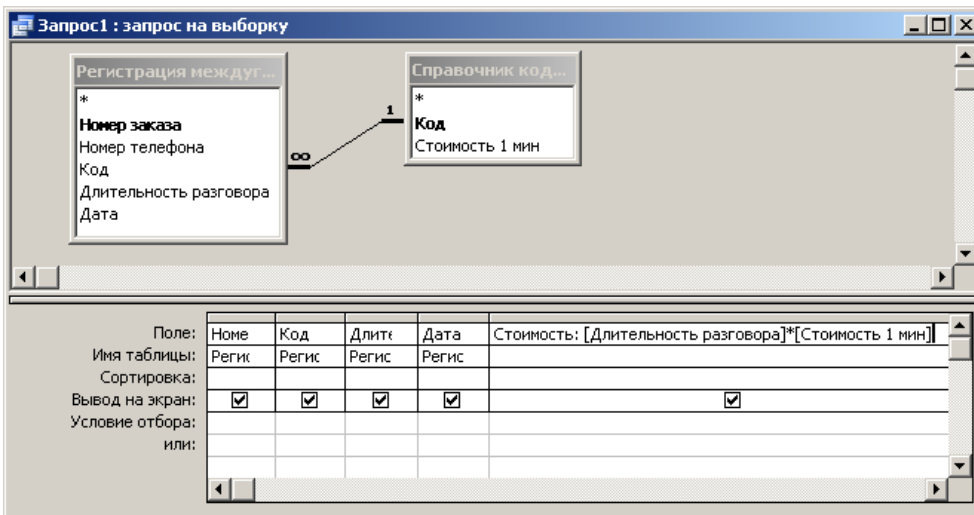 Запрос1 : запрос на выборку
Регистрация междуг...
*
Номер заказа
Номер телефона
Код
Длительность разговора
Дата
∞
1
Справочник код...
*
Код
Стоимость 1 мин
Поле: Номе Код Длите Дата Стоимость: [Длительность разговора]*[Стоимость 1 мин]
Имя таблицы: Регис Регис Регис Регис
Сортировка:
Вывод на экран:
Условие отбора:
или: